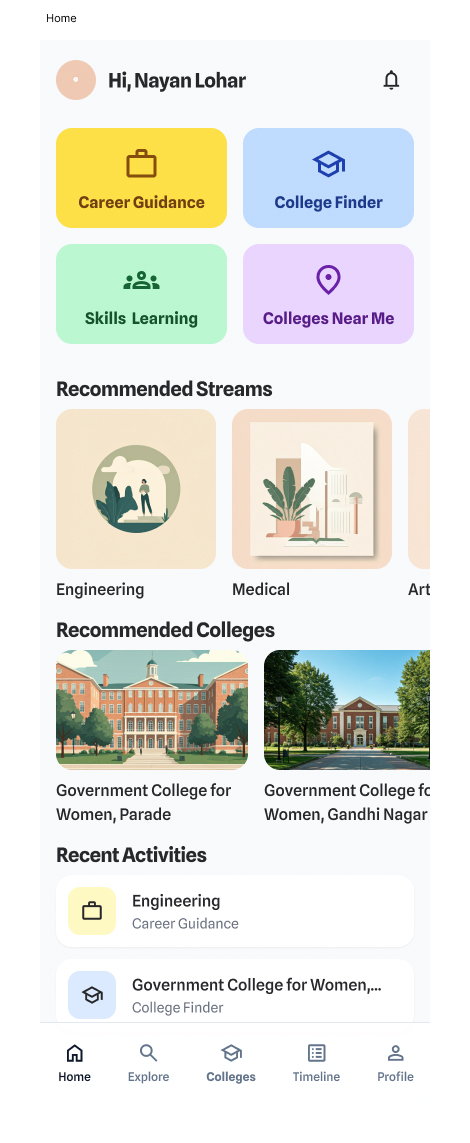 Home
Hi, Nayan Lohar
Career Guidance
College Finder
Skills Learning
Colleges Near Me
Recommended Streams
Engineering
Medical
Art
Recommended Colleges
Government College for
Women, Parade
Government College fo
Women, Gandhi Nagar
Recent Activities
Engineering
Career Guidance
Government College for Women,...
College Finder
Home
Explore
Colleges
Timeline
Profile